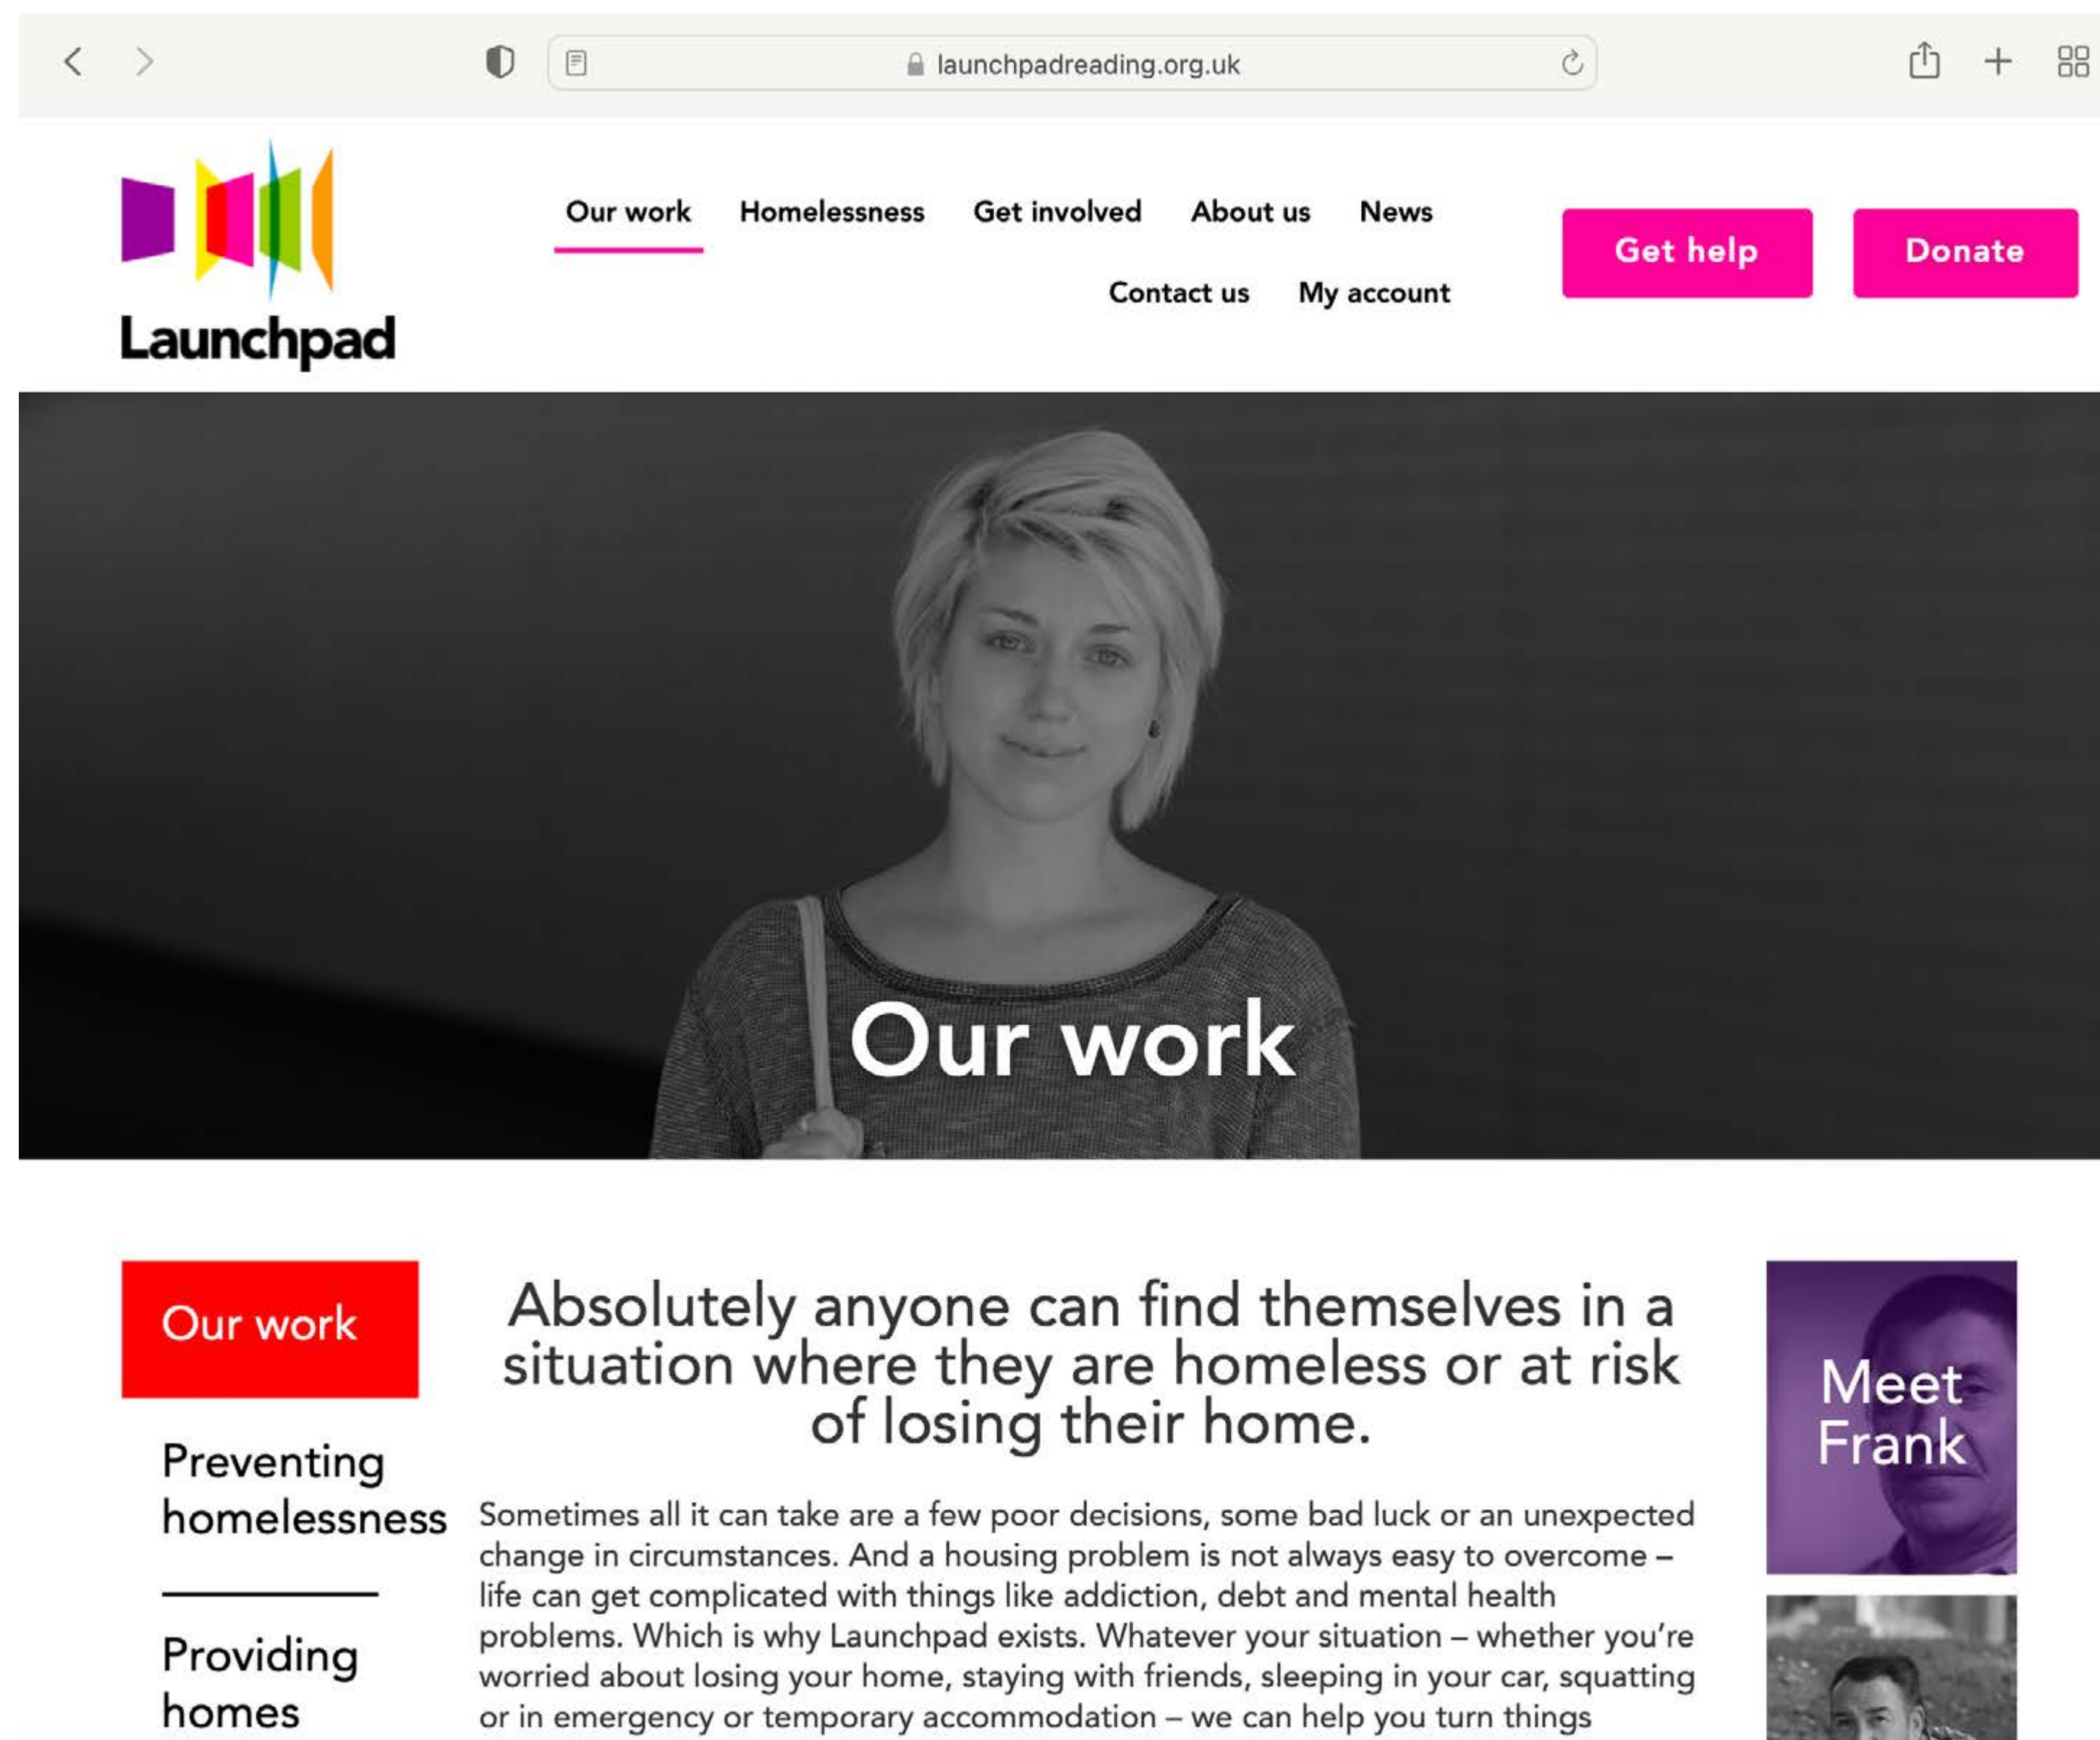 launchpadreading.org.uk
Launchpad
Our work Homelessness Get involved About us News
Contact us My account
Get help
Donate
Our work
Our work
Preventing
homelessness
Providing
homes
Absolutely anyone can find themselves in a
situation where they are homeless or at risk
of losing their home.
Sometimes all it can take are a few poor decisions, some bad luck or an unexpected
change in circumstances. And a housing problem is not always easy to overcome –
life can get complicated with things like addiction, debt and mental health
problems. Which is why Launchpad exists. Whatever your situation – whether you're
worried about losing your home, staying with friends, sleeping in your car, squatting
or in emergency or temporary accommodation – we can help you turn things
Meet
Frank